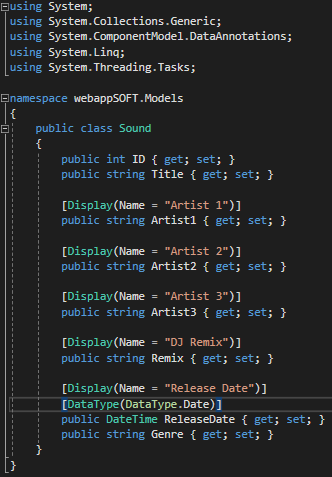 using System;
using System.Collections.Generic;
using System.ComponentModel.DataAnnotations;
using System.Linq;
using System.Threading.Tasks;

namespace webappSOFT.Models
{
    public class Sound
    {
        public int ID { get; set; }
        public string Title { get; set; }

        [Display(Name = "Artist 1")]
        public string Artist1 { get; set; }

        [Display(Name = "Artist 2")]
        public string Artist2 { get; set; }

        [Display(Name = "Artist 3")]
        public string Artist3 { get; set; }

        [Display(Name = "DJ Remix")]
        public string Remix { get; set; }

        [Display(Name = "Release Date")]
        [DataType(DataType.Date)]
        public DateTime ReleaseDate { get; set; }
        public string Genre { get; set; }
    }
}